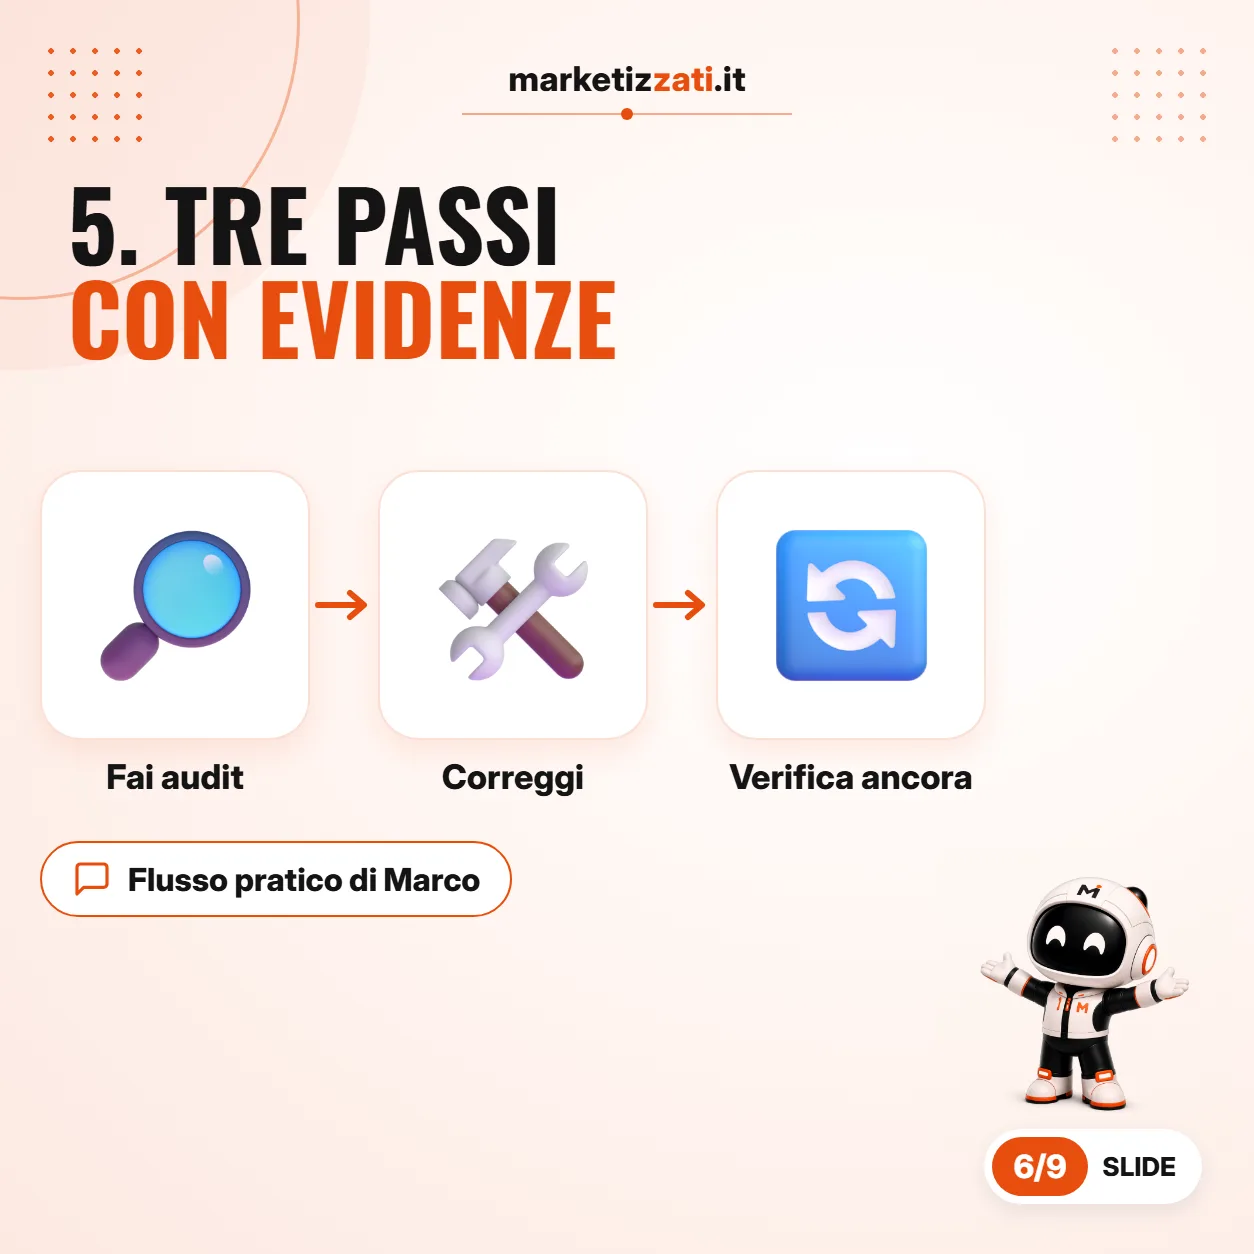 marketizzati.it
5. TRE PASSI
CON EVIDENZE
Fai audit
Correggi
Verifica ancora
Flusso pratico di Marco
6/9 SLIDE